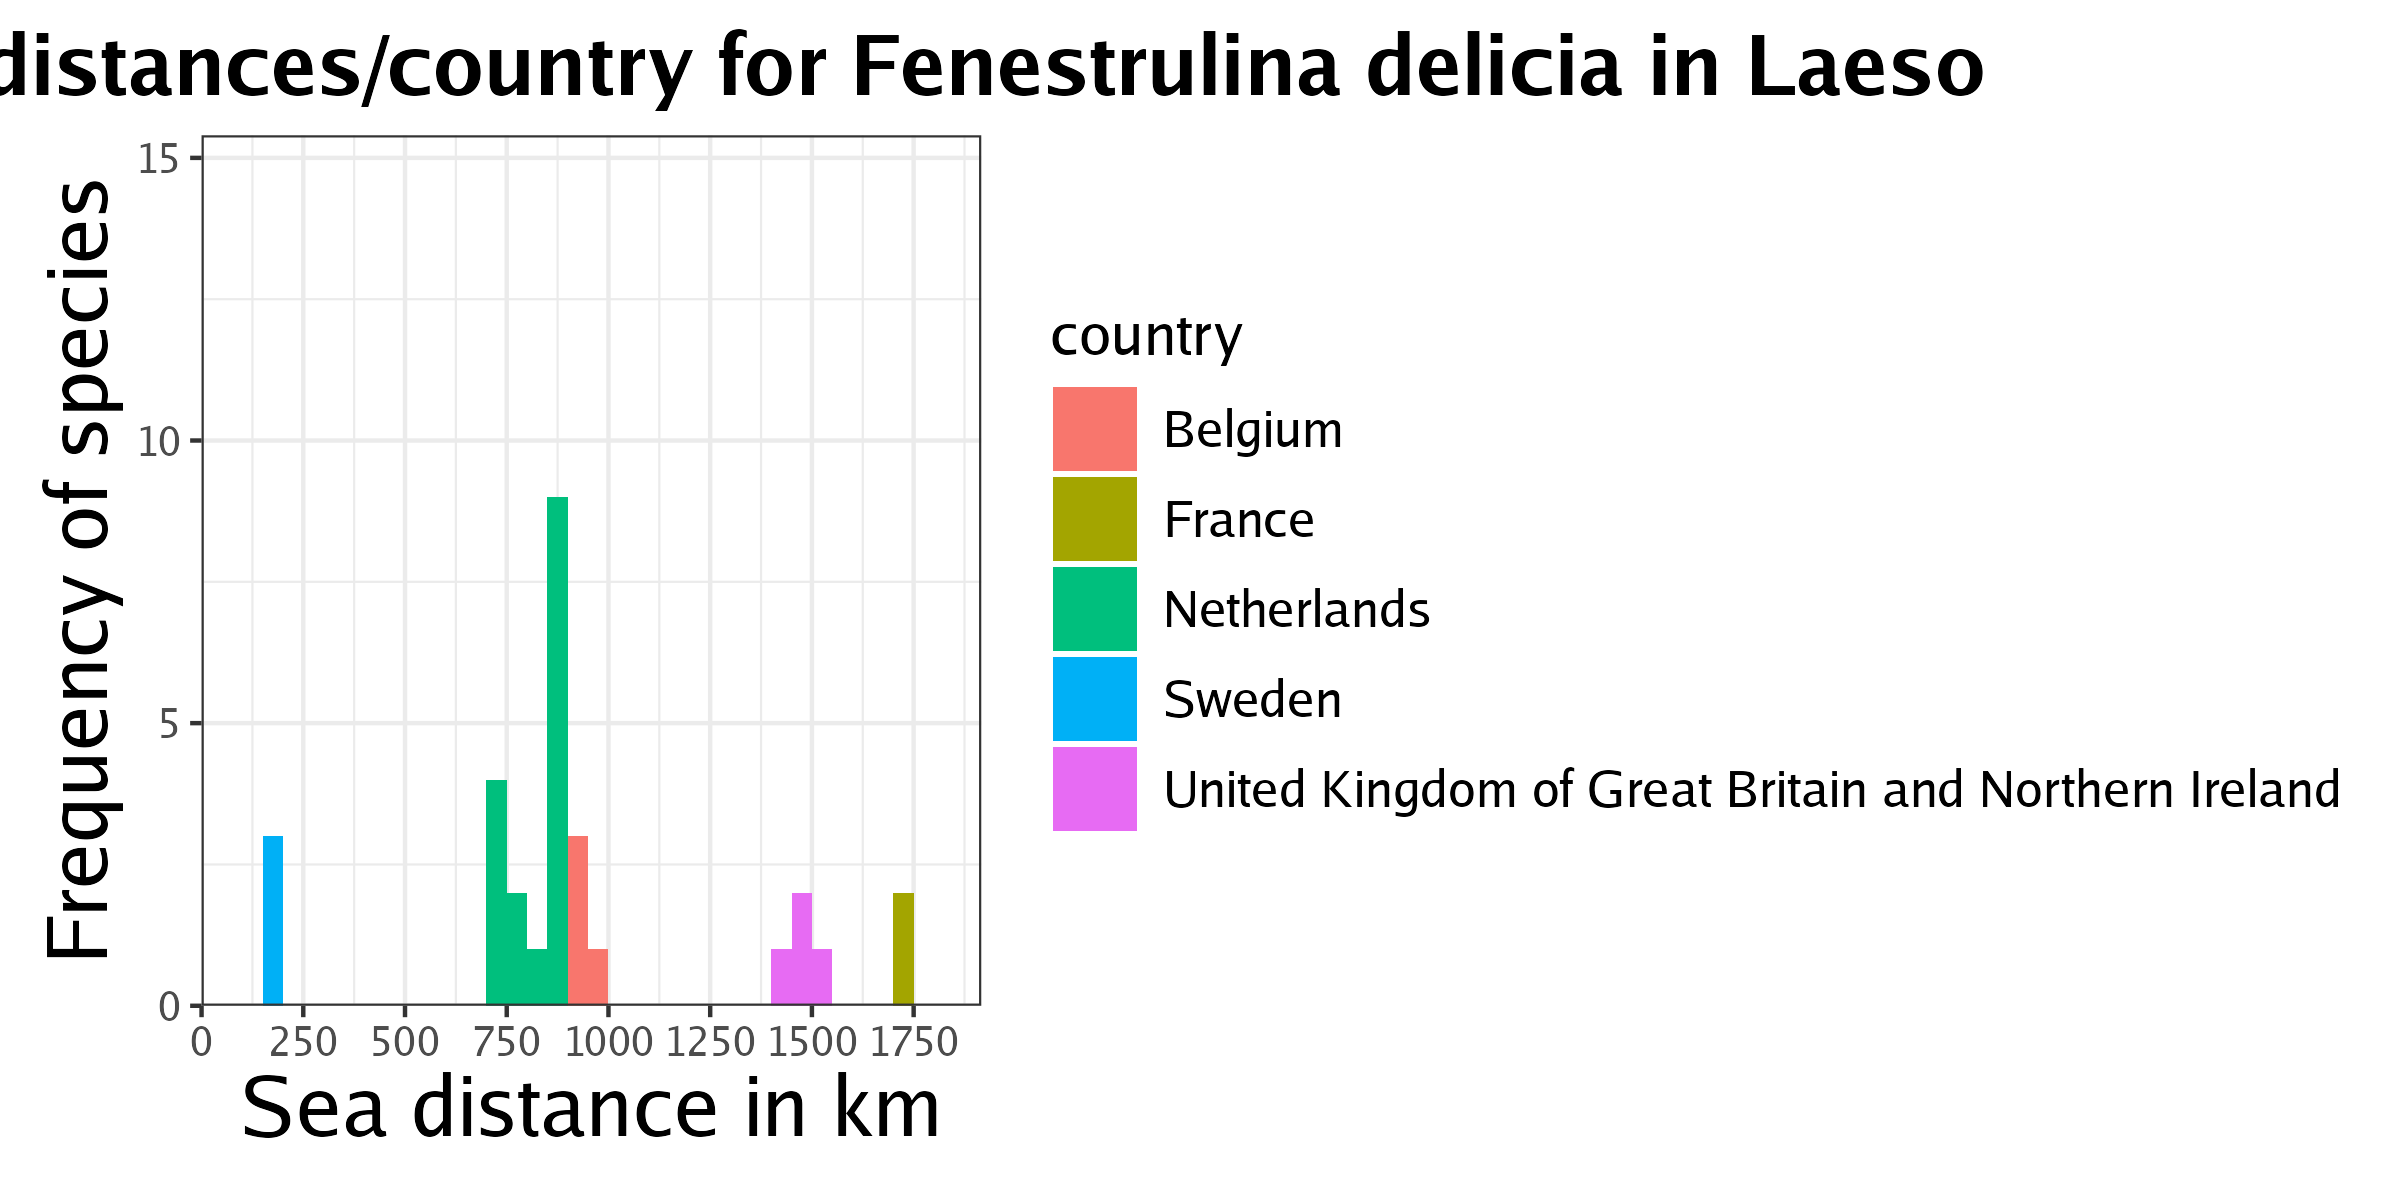 distances/country for Fenestrulina delicia in Laeso
Frequency of species
15
10
5
0
0 250 500 750 1000 1250 1500 1750
Sea distance in km
country
Belgium
France
Netherlands
Sweden
United Kingdom of Great Britain and Northern Ireland